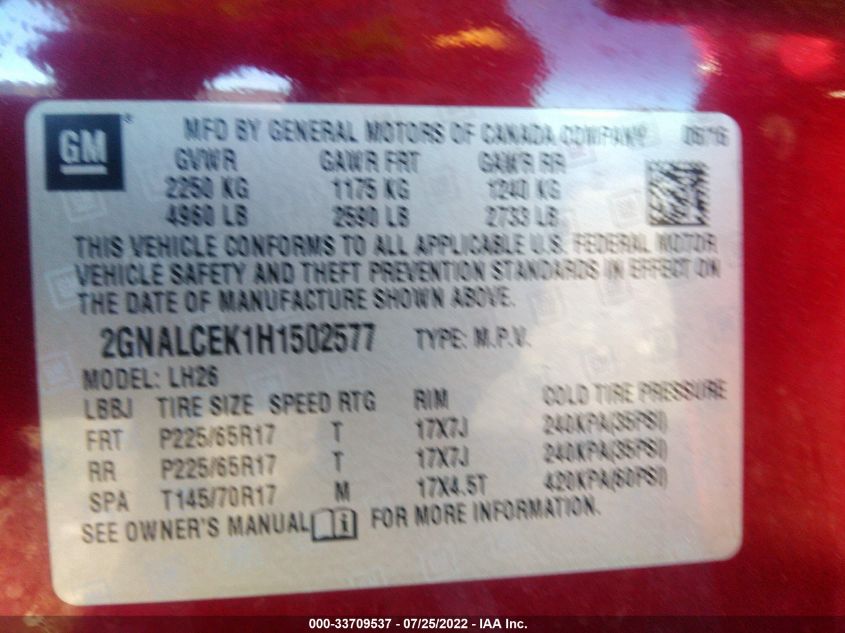 GM®
MFD BY GENERAL MOTORS OF CANADA COMPANY 06/16
GVWR GAWR FRT GAWR RR
2250 KG 1175 KG 1240 KG
4960 LB 2590 LB 2733 LB
THIS VEHICLE CONFORMS TO ALL APPLICABLE U.S. FEDERAL MOTOR
VEHICLE SAFETY AND THEFT PREVENTION STANDARDS IN EFFECT ON
THE DATE OF MANUFACTURE SHOWN ABOVE.
2GNALCEK1H1502577 TYPE: M.P.V.
MODEL: LH26
LBBJ TIRE SIZE SPEED RTG RIM COLD TIRE PRESSURE
FRT P225/65R17 T 17X7J 240KPA(35PSI)
RR P225/65R17 T 17X7J 240KPA(35PSI)
SPA T145/70R17 M 17X4.5T 420KPA(60PSI)
SEE OWNER'S MANUAL i FOR MORE INFORMATION.
000-33709537 - 07/25/2022 - IAA Inc.